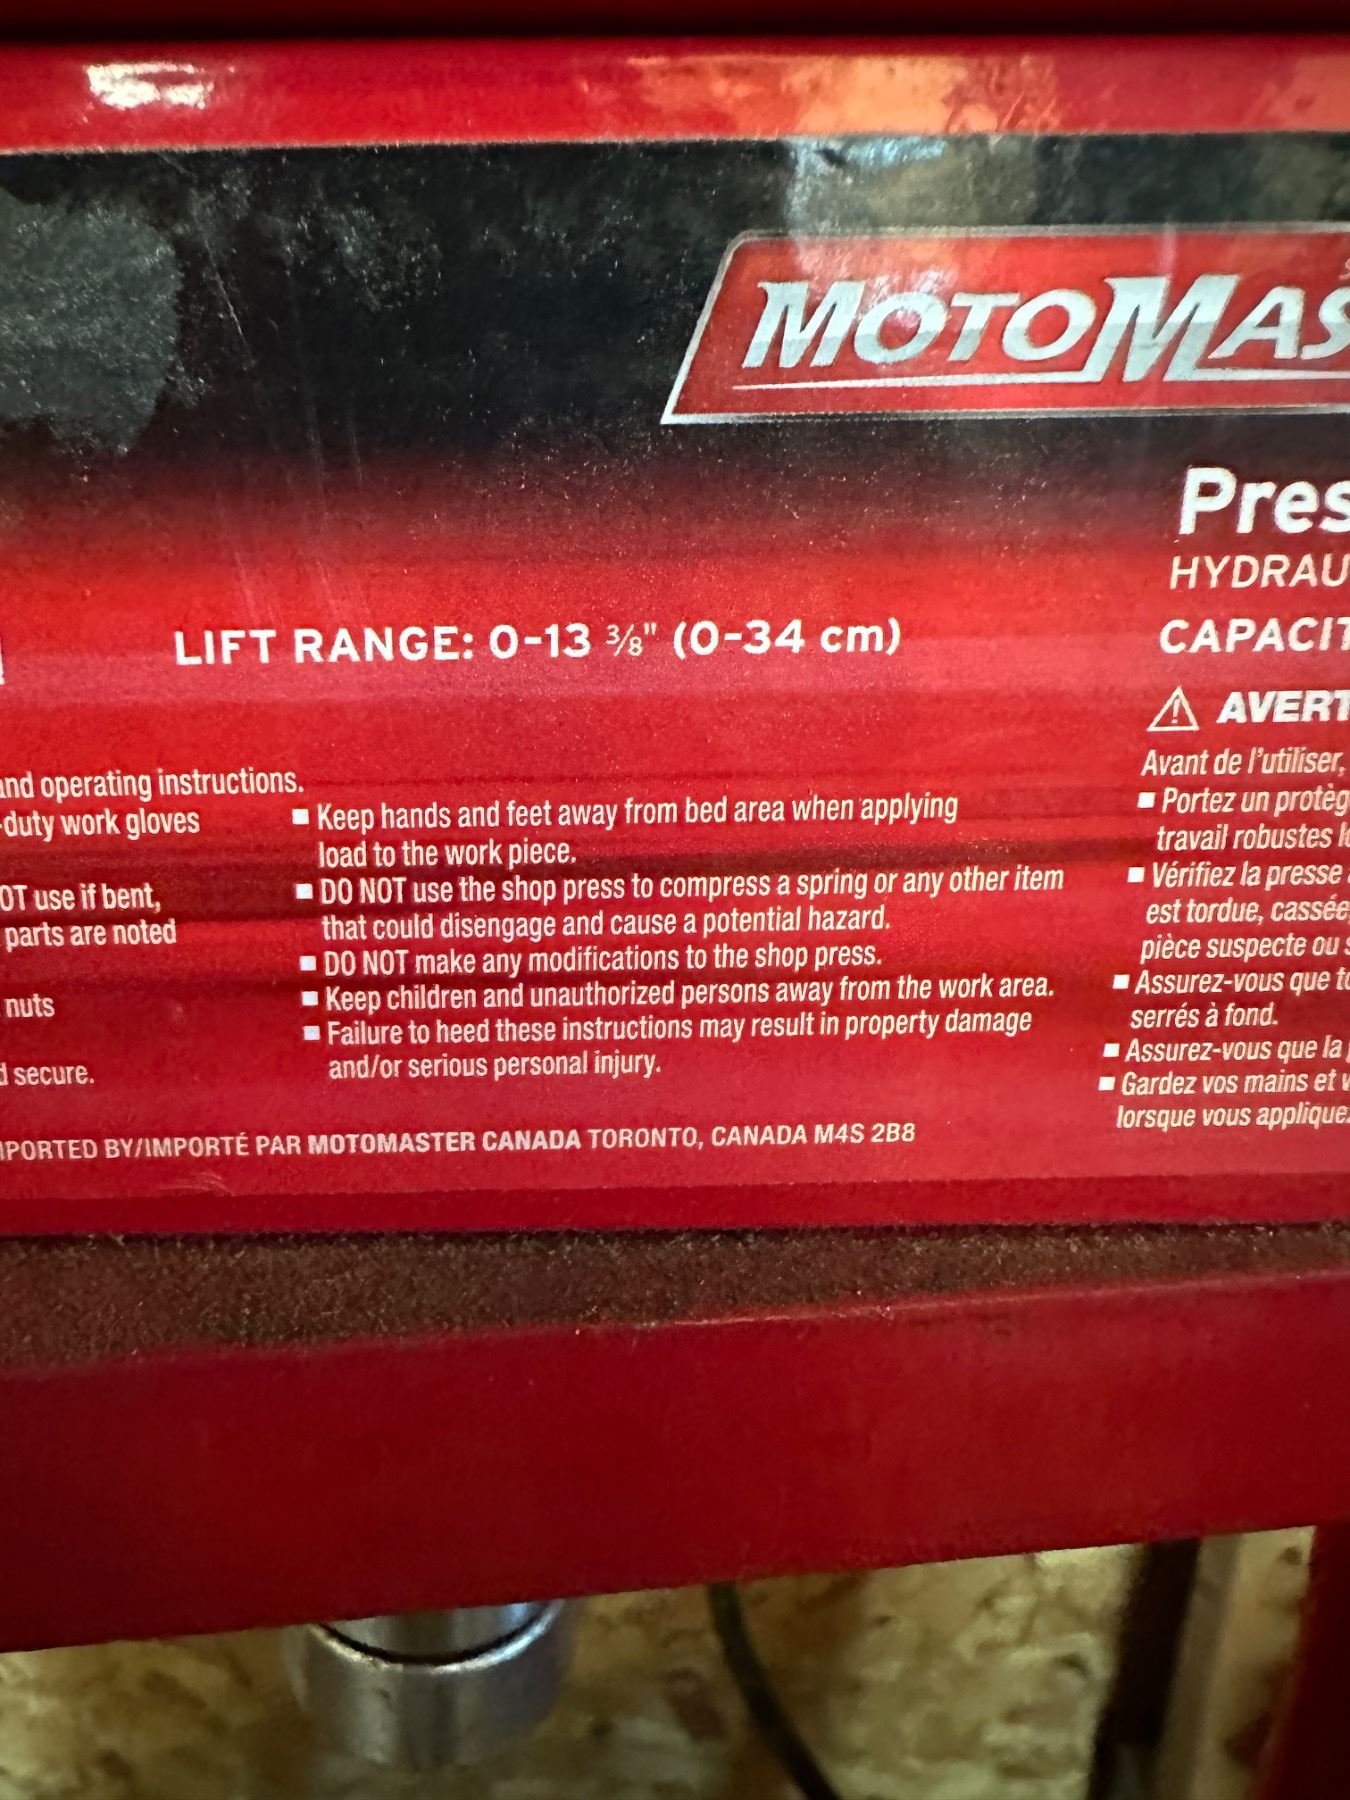 MOTOMAS
Pres
HYDRAU
LIFT RANGE: 0-13 3/8" (0-34 cm)
CAPACIT
and operating instructions.
-duty work gloves
OT use if bent,
parts are noted
nuts
d secure.
▪ Keep hands and feet away from bed area when applying
load to the work piece.
▪ DO NOT use the shop press to compress a spring or any other item
that could disengage and cause a potential hazard.
▪ DO NOT make any modifications to the shop press.
▪ Keep children and unauthorized persons away from the work area.
▪ Failure to heed these instructions may result in property damage
and/or serious personal injury.
AVERT
Avant de l'utiliser,
▪ Portez un protèg
travail robustes
▪ Vérifiez la presse
est tordue, cassée,
pièce suspecte ou s
▪ Assurez-vous que to
serrés à fond.
▪ Assurez-vous que la
▪ Gardez vos mains et v
lorsque vous applique
PORTED BY/IMPORTÉ PAR MOTOMASTER CANADA TORONTO, CANADA M4S 2B8